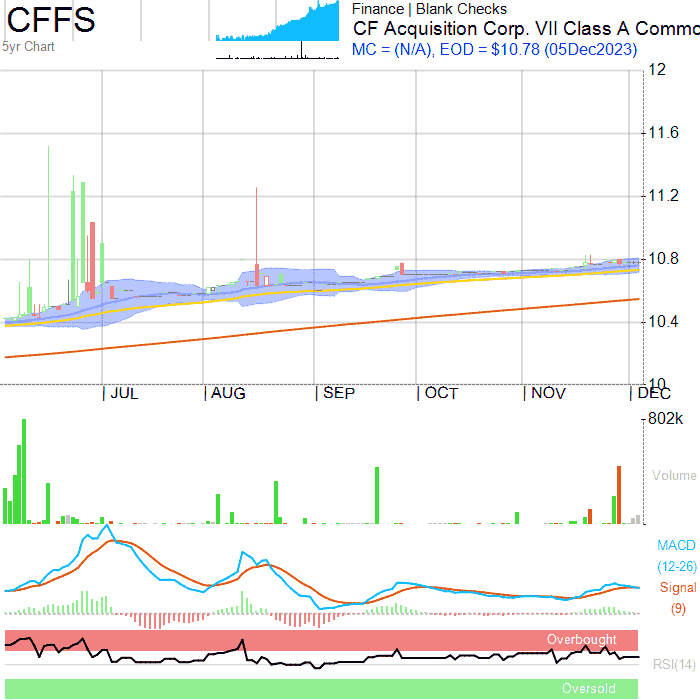 CFFS
5yr Chart
Finance | Blank Checks
CF Acquisition Corp. VII Class A Commo
MC = (N/A), EOD = $10.78 (05Dec2023)
12
11.6
11.2
10.8
10.4
10
JUL
AUG
SEP
OCT
NOV
DEC
802k
Volume
MACD
(12-26)
Signal
(9)
Overbought
RSI(14)
Oversold